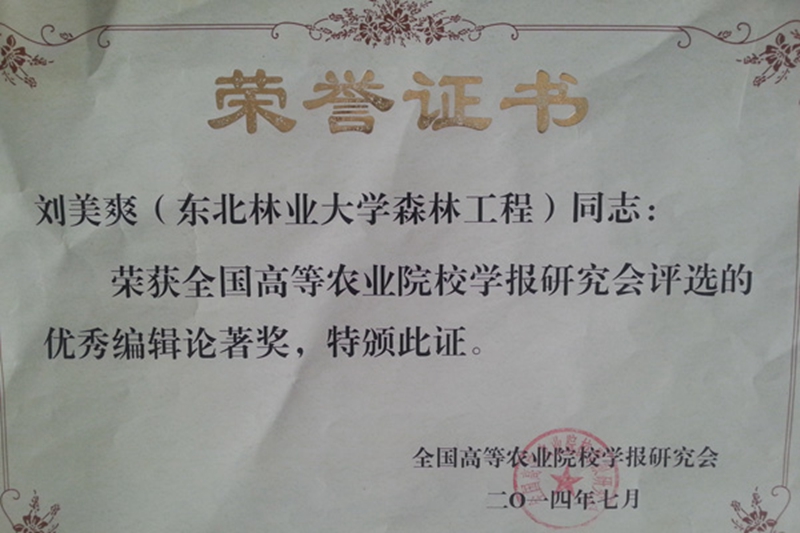 荣誉证书
刘美爽（东北林业大学森林工程）同志：
荣获全国高等农业院校学报研究会评选的
优秀编辑论著奖，特颁此证。
全国高等农业院校学报研究会
二〇一四年七月